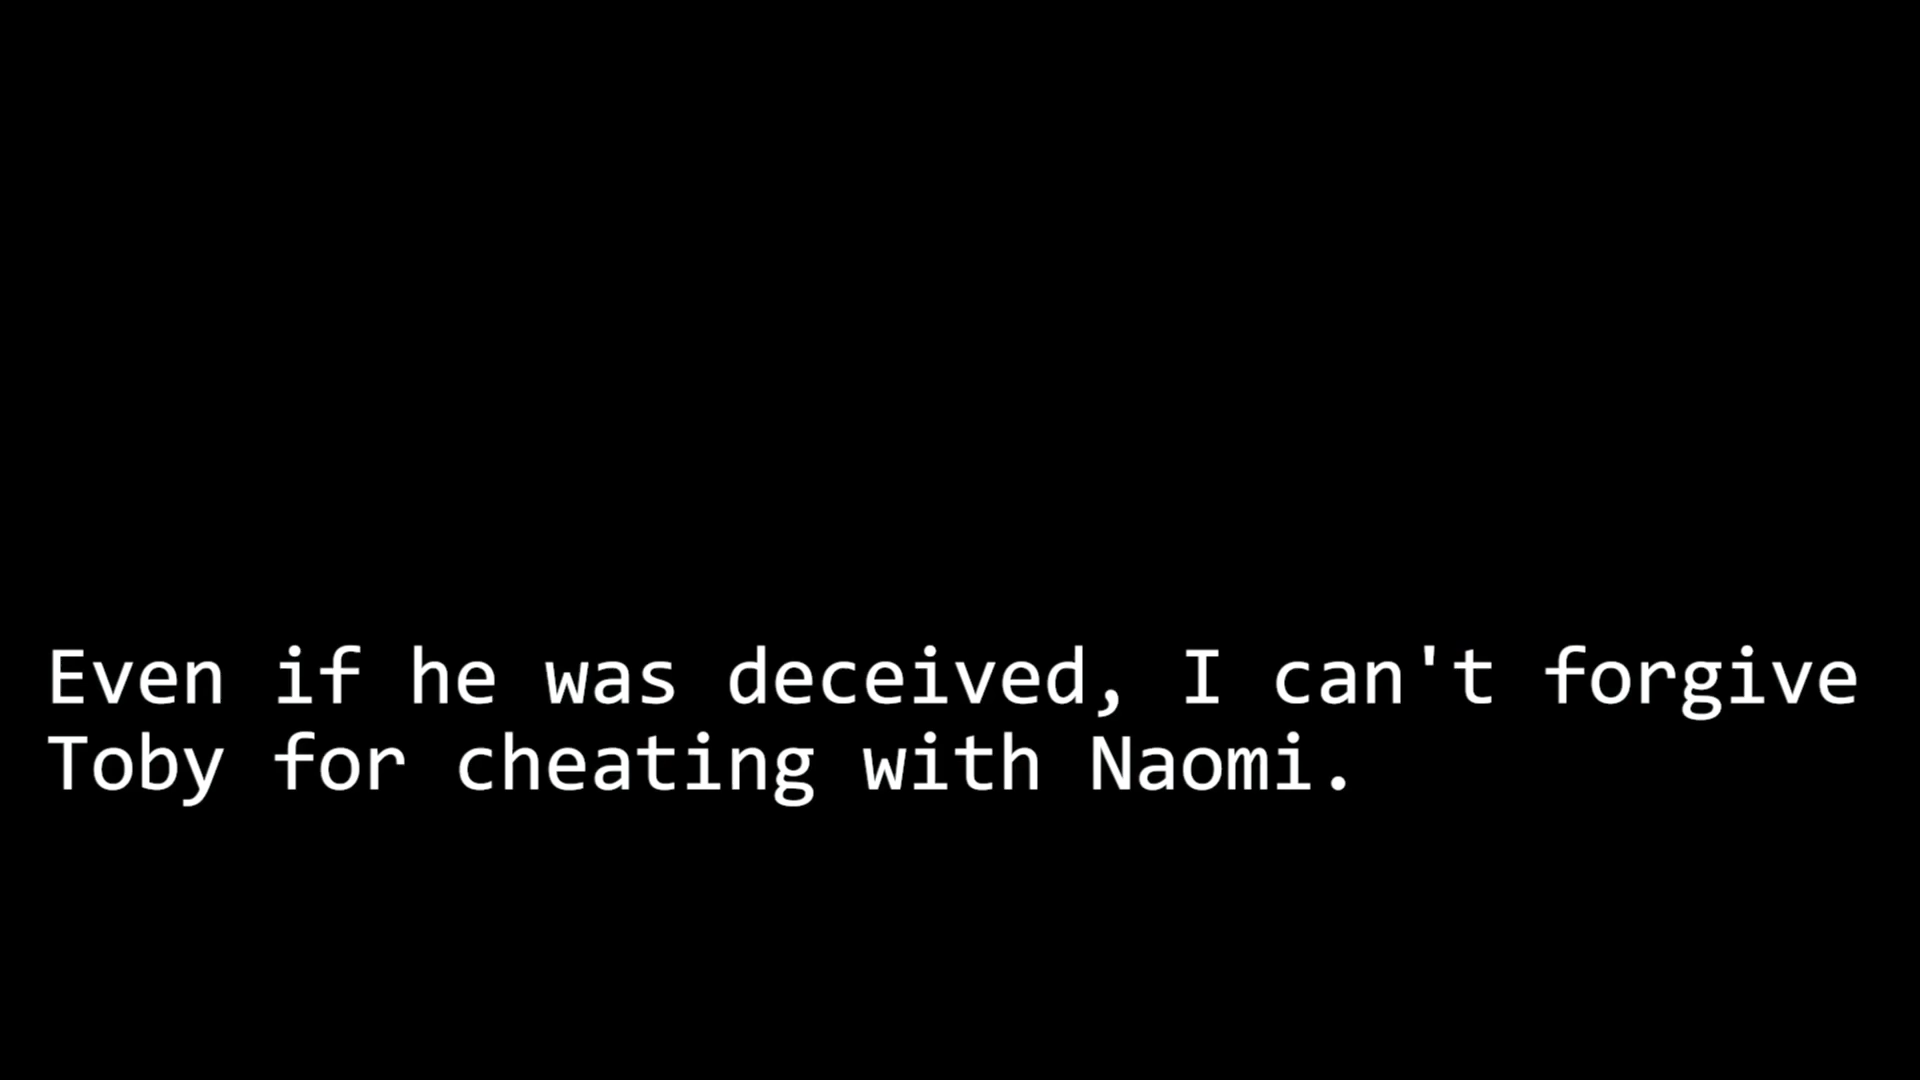 Even if he was deceived, I can't forgive
Toby for cheating with Naomi.